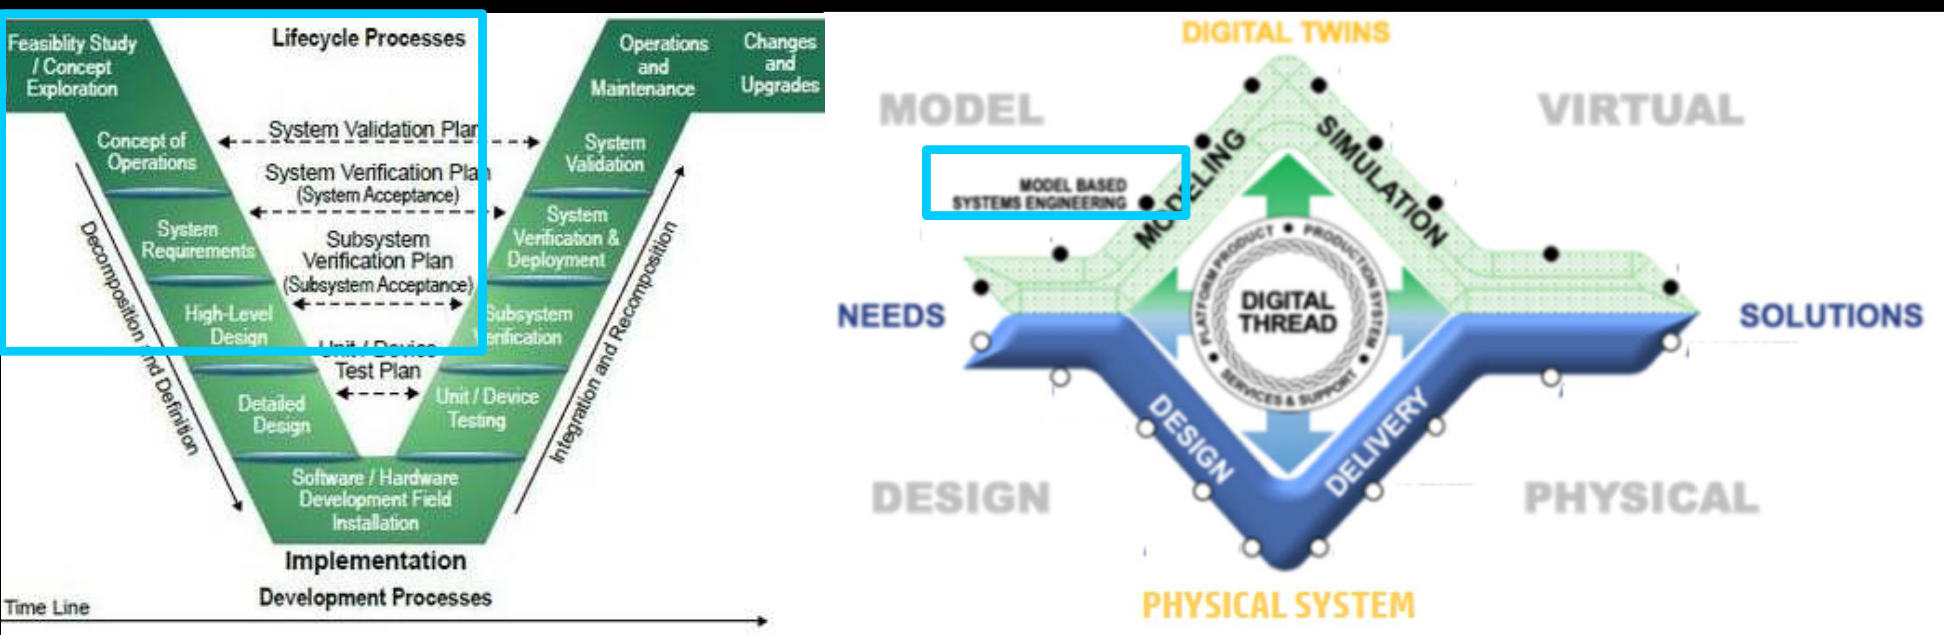 Lifecycle Processes
Feasiblity Study
/ Concept
Exploration
Concept of
Operations
System
Requirements
High-Level
Design
Detailed
Design
Software / Hardware
Development Field
Installation
Decomposition and Definition
System Validation Plan
System Verification Plan
(System Acceptance)
Subsystem
Verification Plan
(Subsystem Acceptance)
Unit / Device
Test Plan
Operations
and
Maintenance
Changes
and
Upgrades
System
Validation
System
Verification &
Deployment
Subsystem
Verification
Unit / Device
Testing
Integration and Recomposition
Implementation
Development Processes
Time Line
DIGITAL TWINS
MODEL
VIRTUAL
MODEL BASED
SYSTEMS ENGINEERING
MODELING
SIMULATION
NEEDS
SOLUTIONS
PLATFORM PRODUCT • PRODUCTION SYSTEM • SERVICES & SUPPORT •
DIGITAL
THREAD
DESIGN
DELIVERY
DESIGN
PHYSICAL
PHYSICAL SYSTEM